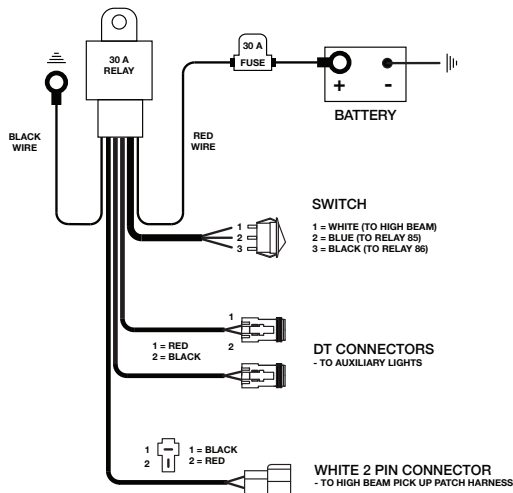 30 A
RELAY
30 A
FUSE
+ -
BATTERY
BLACK
WIRE
RED
WIRE
SWITCH
1
2
3
1 = WHITE (TO HIGH BEAM)
2 = BLUE (TO RELAY 85)
3 = BLACK (TO RELAY 86)
1
2
1 = RED
2 = BLACK
DT CONNECTORS
- TO AUXILIARY LIGHTS
1
2
1 = BLACK
2 = RED
WHITE 2 PIN CONNECTOR
- TO HIGH BEAM PICK UP PATCH HARNESS